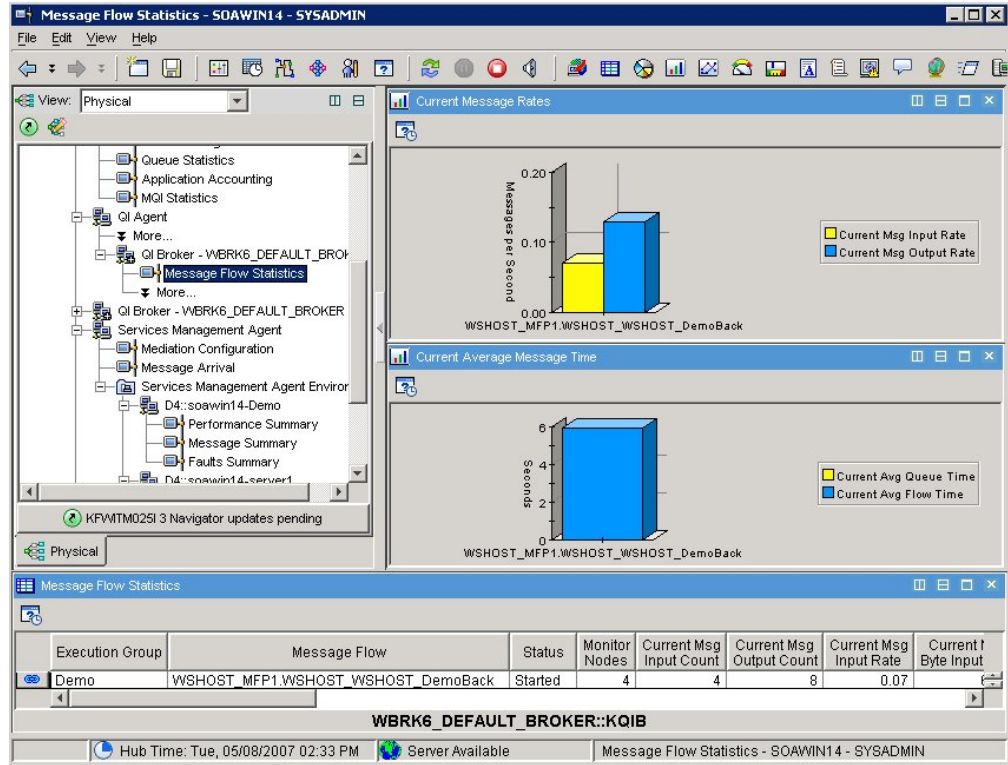 Message Flow Statistics - SOAWIN14 - SYSADMIN
File Edit View Help
View: Physical
Queue Statistics
Application Accounting
MQI Statistics
QI Agent
More...
QI Broker - WBRK6_DEFAULT_BROK
Message Flow Statistics
More...
QI Broker - WBRK6_DEFAULT_BROKER
Services Management Agent
Mediation Configuration
Message Arrival
Services Management Agent Environ
D4::soawin14-Demo
Performance Summary
Message Summary
Faults Summary
D4::soawin14-server1
KFWITM025I 3 Navigator updates pending
Physical
Current Message Rates
Messages per Second
0.20
0.10
0.00
WSHOST_MFP1.WSHOST_WSHOST_DemoBack
Current Msg Input Rate
Current Msg Output Rate
Current Average Message Time
Seconds
6
4
2
0
WSHOST_MFP1.WSHOST_WSHOST_DemoBack
Current Avg Queue Time
Current Avg Flow Time
Message Flow Statistics
Execution Group Message Flow Status Monitor Nodes Current Msg Input Count Current Msg Output Count Current Msg Input Rate Current Byte Input
Demo WSHOST_MFP1.WSHOST_WSHOST_DemoBack Started 4 4 8 0.07
WBRK6_DEFAULT_BROKER::KQIB
Hub Time: Tue, 05/08/2007 02:33 PM Server Available Message Flow Statistics - SOAWIN14 - SYSADMIN